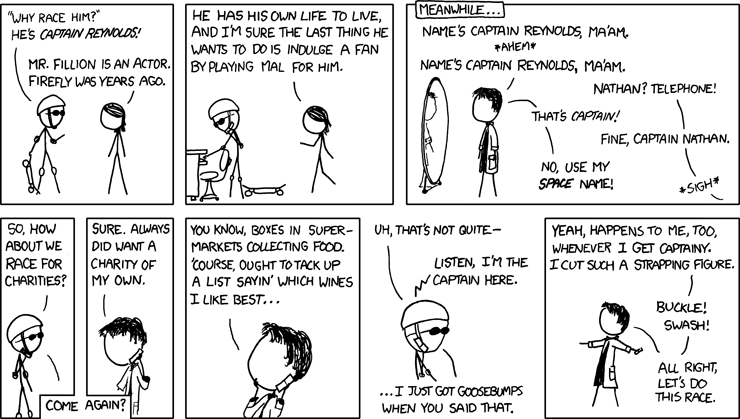 "WHY RACE HIM?"
HE'S CAPTAIN REYNOLDS!
MR. FILLION IS AN ACTOR.
FIREFLY WAS YEARS AGO.
HE HAS HIS OWN LIFE TO LIVE,
AND I'M SURE THE LAST THING HE
WANTS TO DO IS INDULGE A FAN
BY PLAYING MAL FOR HIM.
MEANWHILE...
NAME'S CAPTAIN REYNOLDS, MA'AM.
*AHEM*
NAME'S CAPTAIN REYNOLDS, MA'AM.
NATHAN? TELEPHONE!
THAT'S CAPTAIN!
FINE, CAPTAIN NATHAN.
NO, USE MY
SPACE NAME!
*SIGH*
SO, HOW
ABOUT WE
RACE FOR
CHARITIES?
COME AGAIN?
SURE. ALWAYS
DID WANT A
CHARITY OF
MY OWN.
YOU KNOW, BOXES IN SUPER-
MARKETS COLLECTING FOOD.
'COURSE, OUGHT TO TACK UP
A LIST SAYIN' WHICH WINES
I LIKE BEST...
UH, THAT'S NOT QUITE—
LISTEN, I'M THE
CAPTAIN HERE.
...I JUST GOT GOOSEBUMPS
WHEN YOU SAID THAT.
YEAH, HAPPENS TO ME, TOO,
WHENEVER I GET CAPTAINY.
I CUT SUCH A STRAPPING FIGURE.
BUCKLE!
SWASH!
ALL RIGHT,
LET'S DO
THIS RACE.